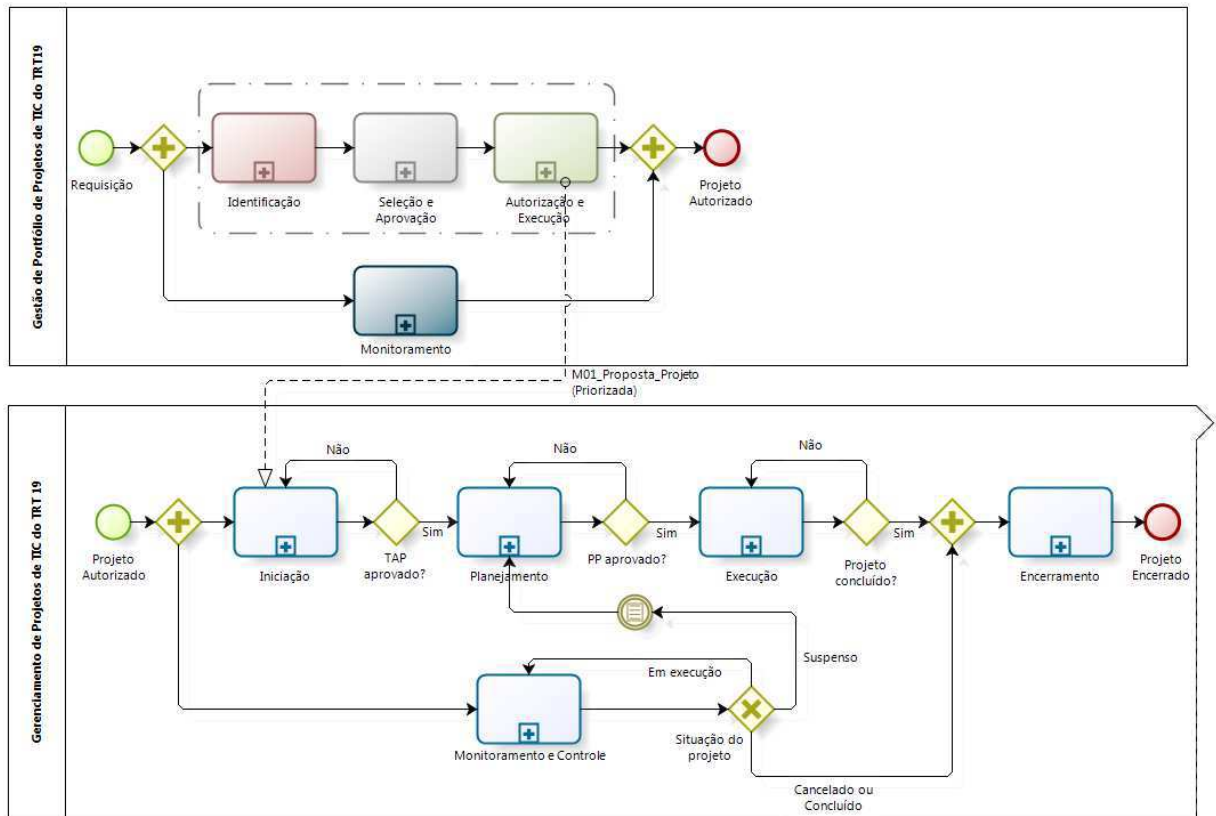 Gestão de Portfólio de Projetos de TIC do TRT19
Requisição
Identificação
Seleção e
Aprovação
Autorização e
Execução
Projeto
Autorizado
Monitoramento
M01_Proposta_Projeto
(Priorizada)
Gerenciamento de Projetos de TIC do TRT 19
Não
Não
Não
Projeto
Autorizado
Iniciação
TAP
aprovado?
Sim
Planejamento
PP aprovado?
Sim
Execução
Projeto
concluído?
Sim
Encerramento
Projeto
Encerrado
Suspenso
Em execução
Monitoramento e Controle
Situação do
projeto
Cancelado ou
Concluído